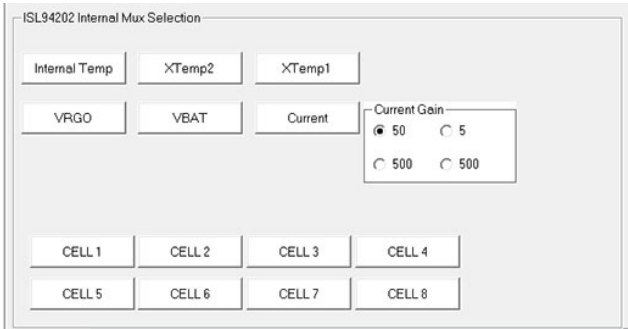 ISL94202 Internal Mux Selection
Internal Temp XTemp2 XTemp1
VRGO VBAT Current
Current Gain
50 5
500 500
CELL 1 CELL 2 CELL 3 CELL 4
CELL 5 CELL 6 CELL 7 CELL 8